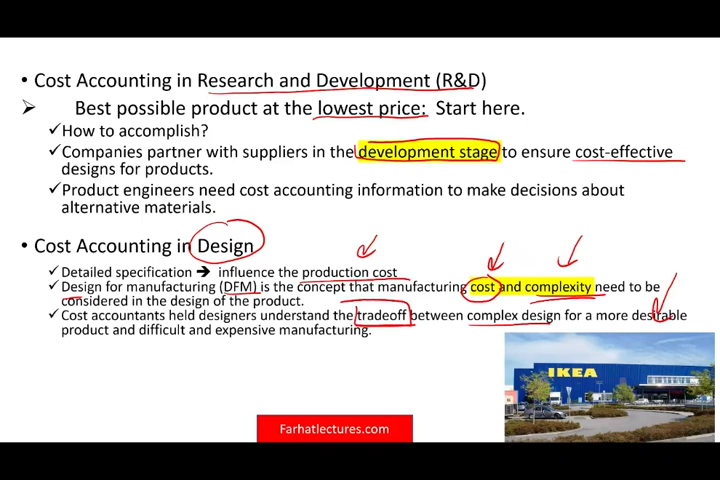 • Cost Accounting in Research and Development (R&D)
➢ Best possible product at the lowest price: Start here.
✓How to accomplish?
✓Companies partner with suppliers in the development stage to ensure cost-effective
designs for products.
✓Product engineers need cost accounting information to make decisions about
alternative materials.
• Cost Accounting in Design
✓ Detailed specification ➔ influence the production cost
✓ Design for manufacturing (DFM) is the concept that manufacturing cost and complexity need to be
considered in the design of the product.
✓ Cost accountants held designers understand the tradeoff between complex design for a more desirable
product and difficult and expensive manufacturing.
IKEA
Farhatlectures.com